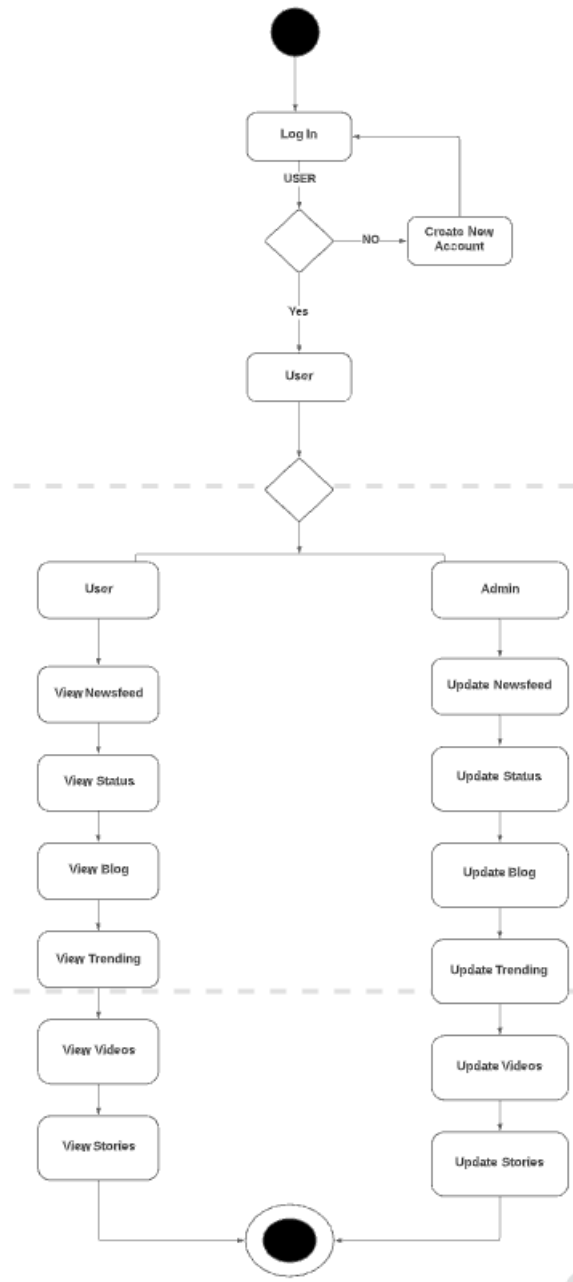 Log In
USER
NO
Create New
Account
Yes
User
User
Admin
View Newsfeed
Update Newsfeed
View Status
Update Status
View Blog
Update Blog
View Trending
Update Trending
View Videos
Update Videos
View Stories
Update Stories